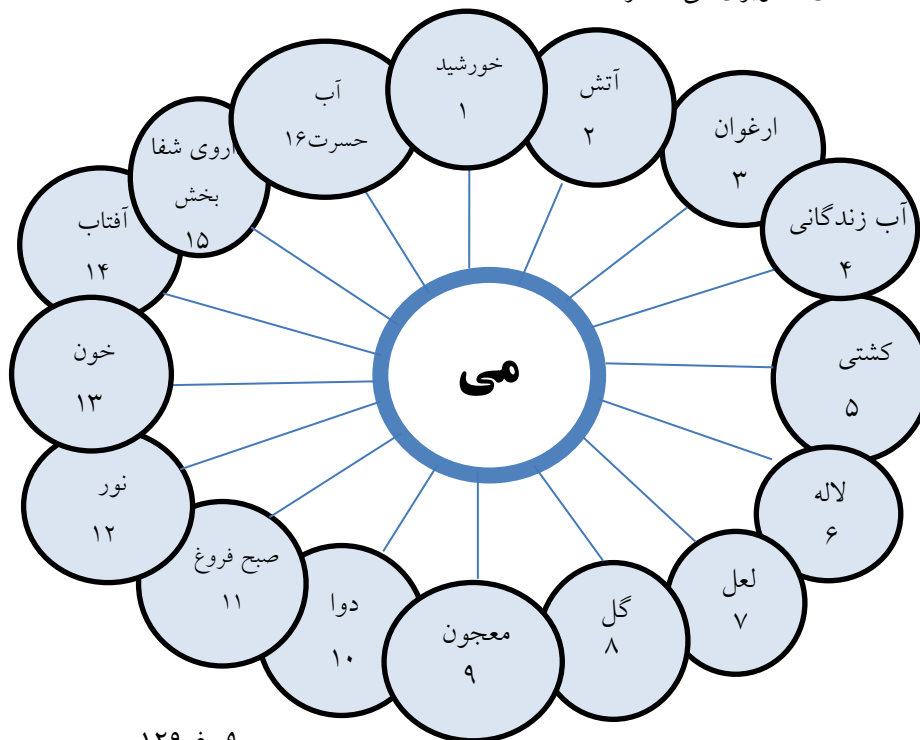 خورشید
۱
آتش
۲
ارغوان
۳
آب زندگانی
۴
کشتی
۵
لاله
۶
لعل
۷
گل
۸
معجون
۹
دوا
۱۰
صبح فروغ
۱۱
نور
۱۲
خون
۱۳
آفتاب
۱۴
اروی شفا
بخش
۱۵
آب
حسرت۱۶
می